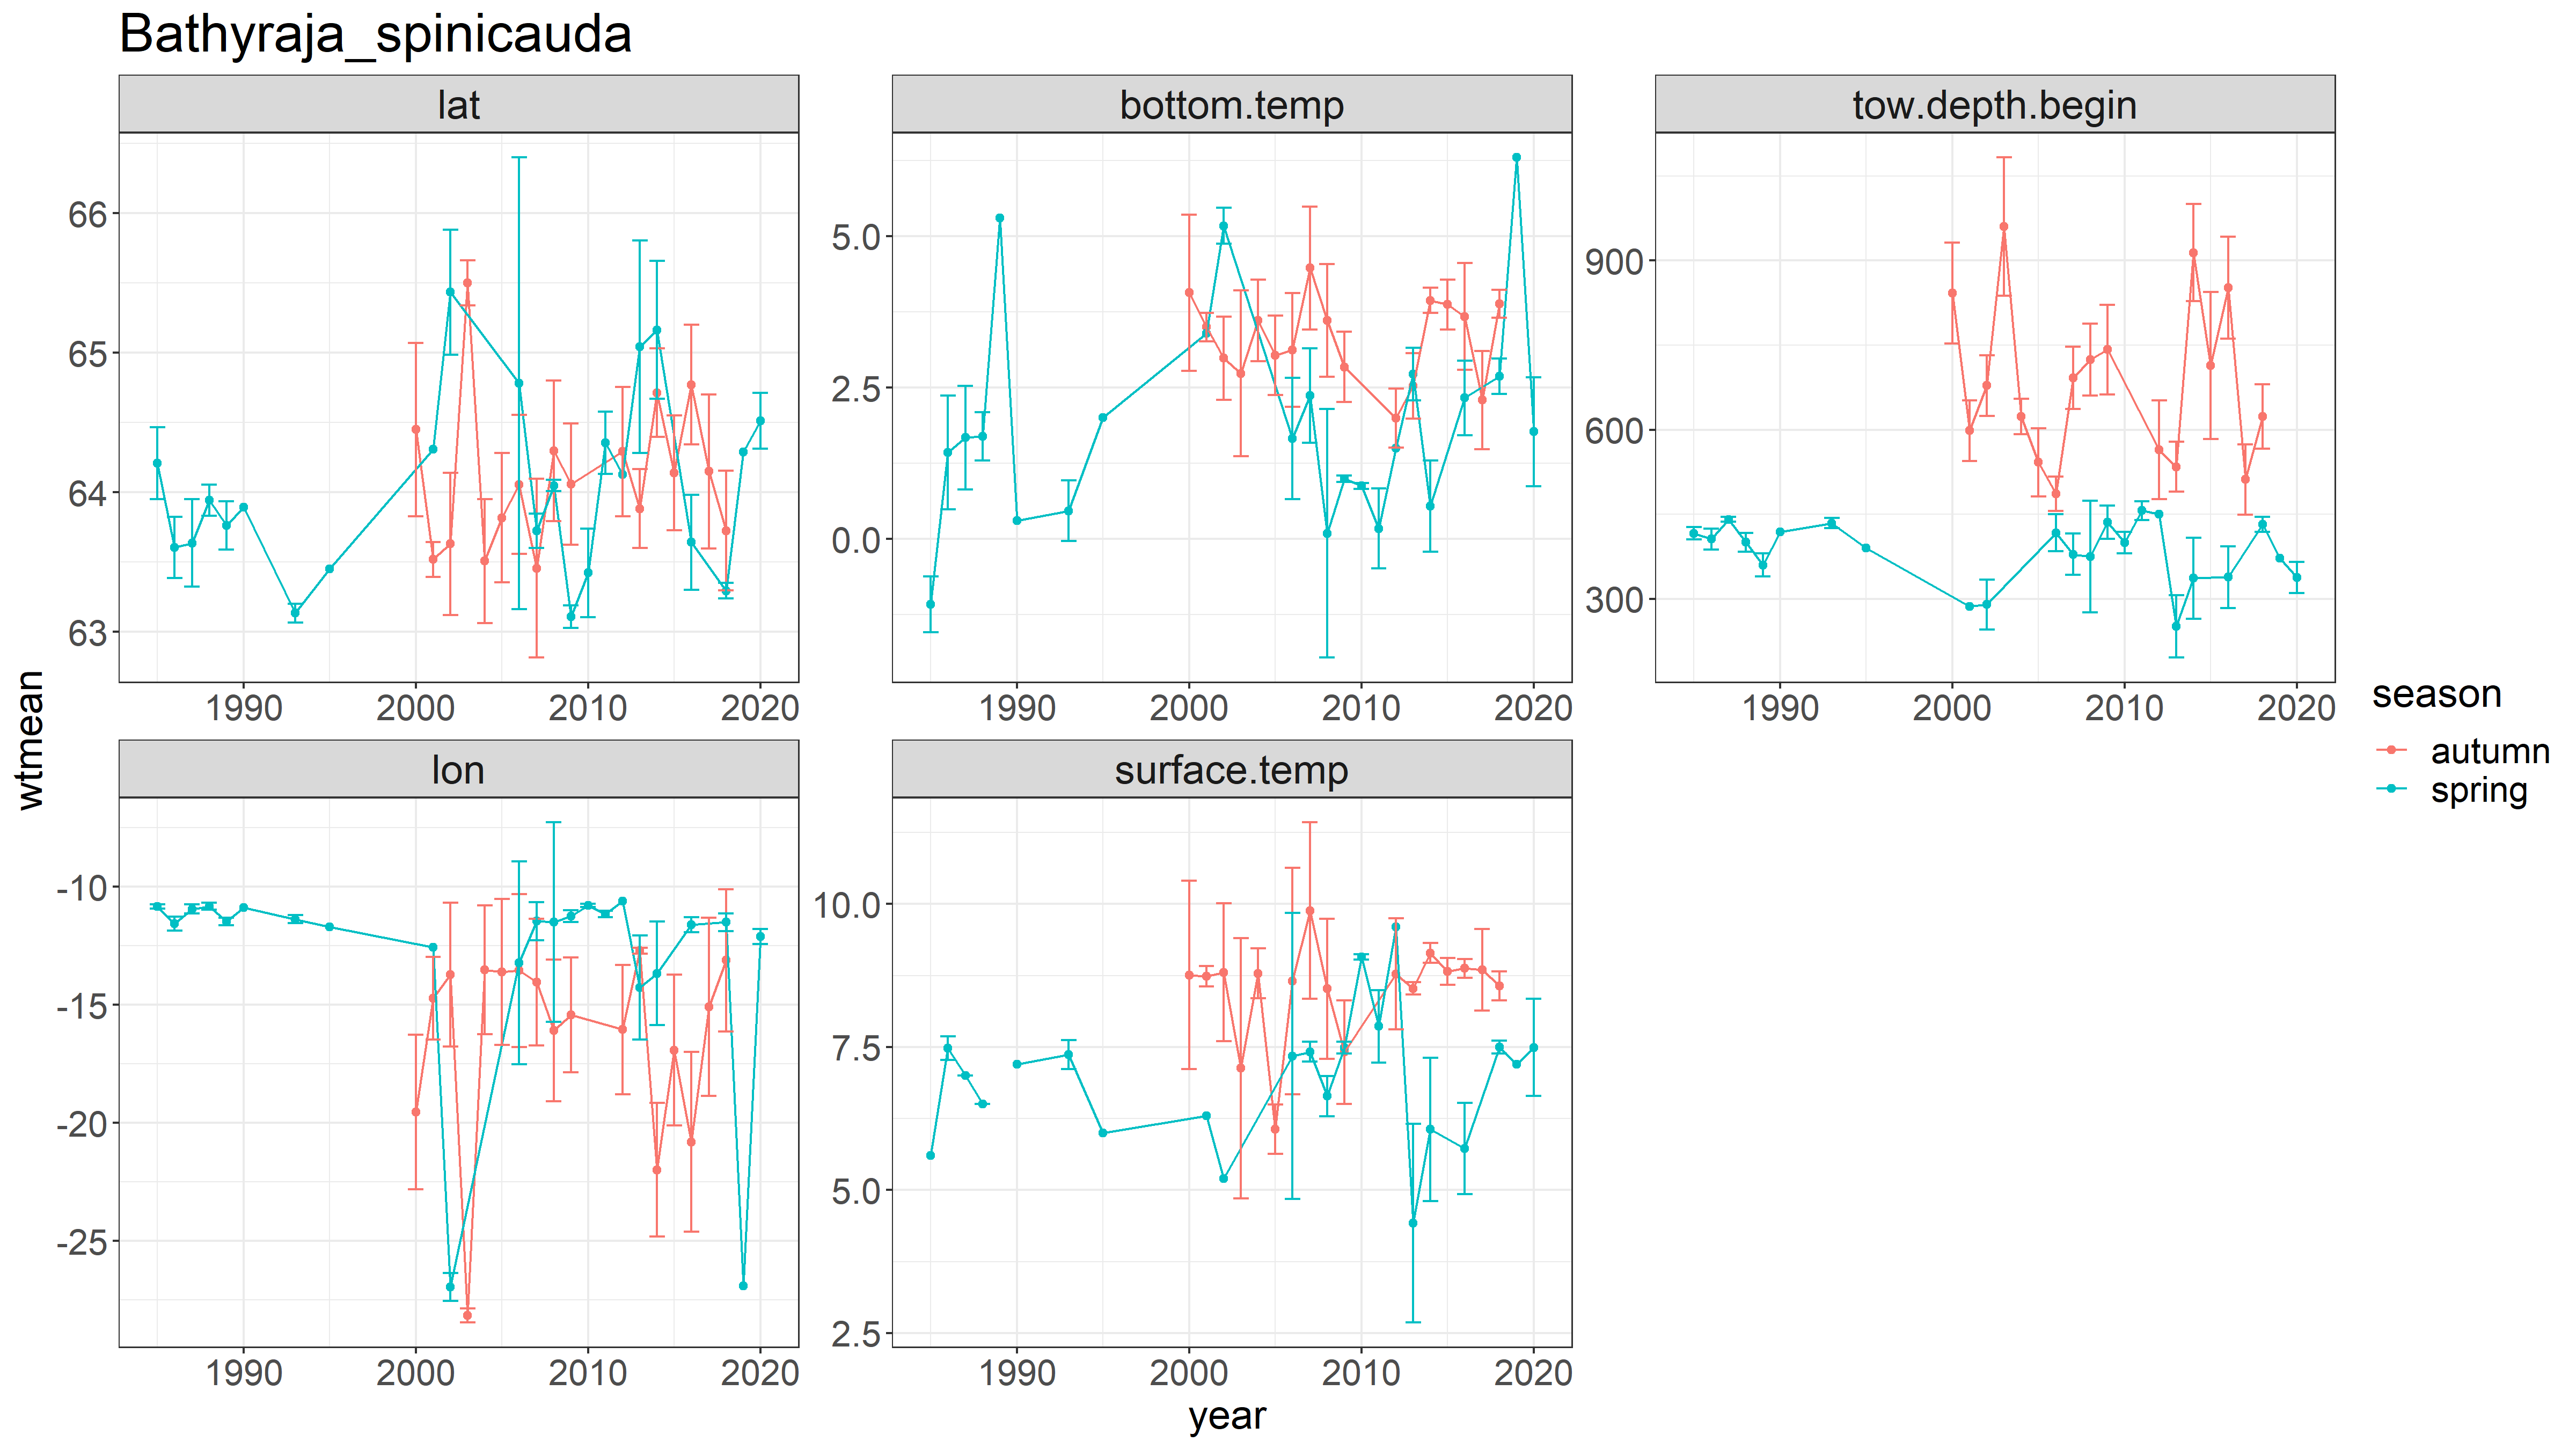 Bathyraja_spinicauda
lat
bottom.temp
tow.depth.begin
66
65
64
63
5.0
2.5
0.0
900
600
300
1990 2000 2010 2020
1990 2000 2010 2020
1990 2000 2010 2020
wtmean
season
autumn
spring
lon
surface.temp
-10
-15
-20
-25
10.0
7.5
5.0
2.5
1990 2000 2010 2020
1990 2000 2010 2020
year